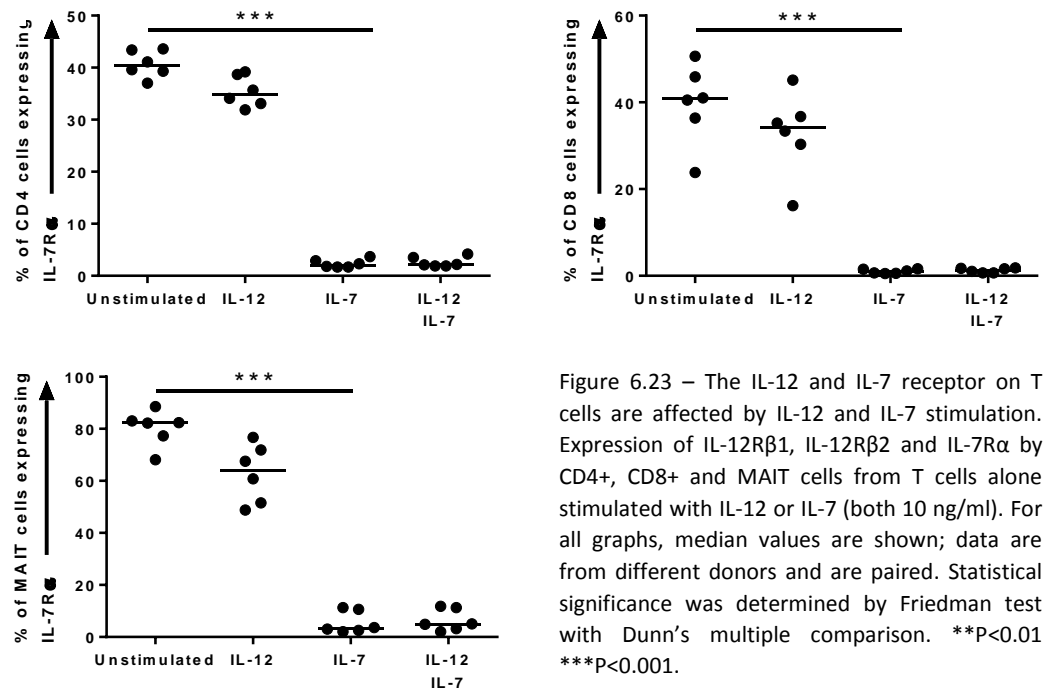 50
40
30
20
10
0
% of CD4 cells expressing
IL-7R
***
Unstimulated IL-12 IL-7 IL-12
IL-7
60
40
20
0
% of CD8 cells expressing
IL-7R
***
Unstimulated IL-12 IL-7 IL-12
IL-7
100
80
60
40
20
0
% of MAIT cells expressing
IL-7R
***
Unstimulated IL-12 IL-7 IL-12
IL-7
Figure 6.23 – The IL-12 and IL-7 receptor on T
cells are affected by IL-12 and IL-7 stimulation.
Expression of IL-12Rβ1, IL-12Rβ2 and IL-7Rα by
CD4+, CD8+ and MAIT cells from T cells alone
stimulated with IL-12 or IL-7 (both 10 ng/ml). For
all graphs, median values are shown; data are
from different donors and are paired. Statistical
significance was determined by Friedman test
with Dunn’s multiple comparison. **P<0.01
***P<0.001.